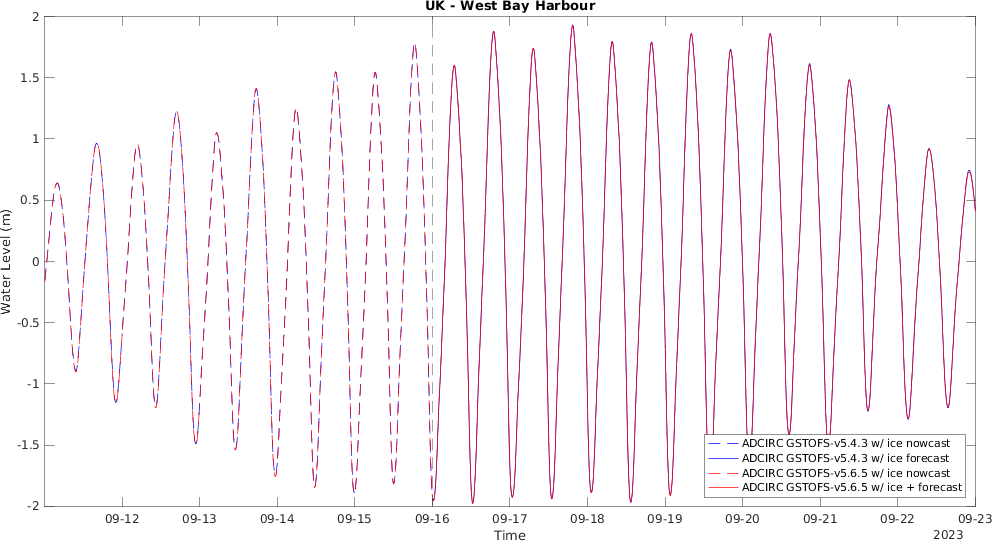 UK - West Bay Harbour
2
1.5
1
0.5
0
-0.5
-1
-1.5
-2
Water Level (m)
ADCIRC GSTOFS-v5.4.3 w/ ice nowcast
ADCIRC GSTOFS-v5.4.3 w/ ice forecast
ADCIRC GSTOFS-v5.6.5 w/ ice nowcast
ADCIRC GSTOFS-v5.6.5 w/ ice + forecast
09-12 09-13 09-14 09-15 09-16 09-17 09-18 09-19 09-20 09-21 09-22 09-23
Time
2023